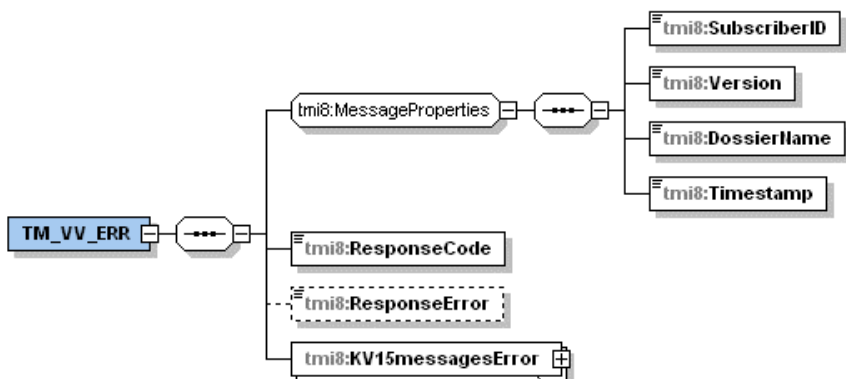 tmi8:SubscriberID
tmi8:Version
tmi8:MessageProperties
tmi8:DossierName
tmi8:Timestamp
TM_VV_ERR
tmi8:ResponseCode
tmi8:ResponseError
tmi8:KV15messagesError